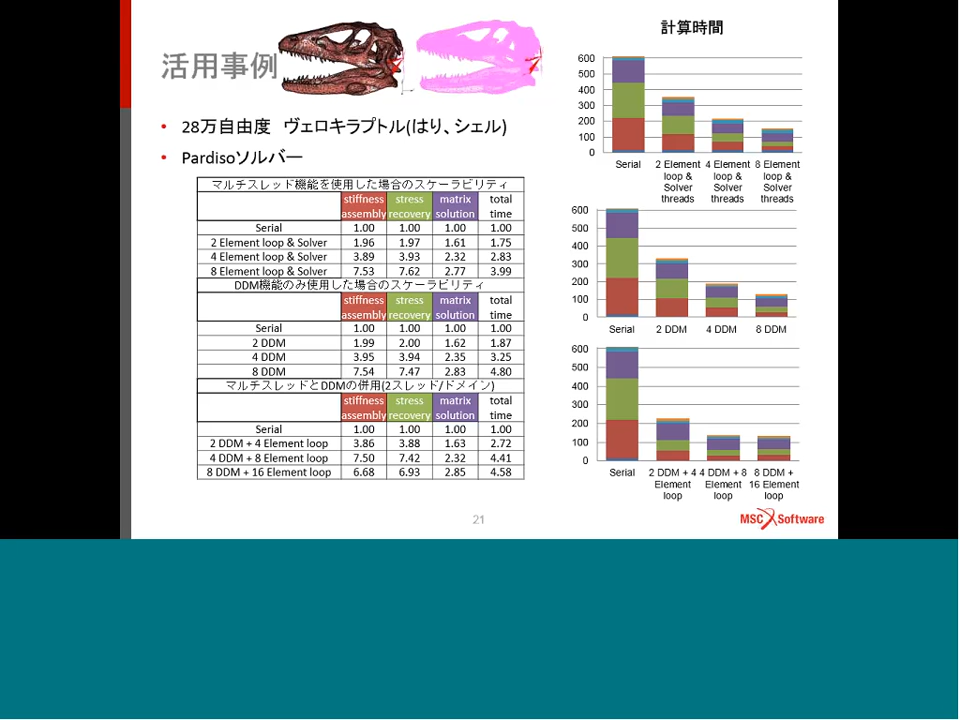 活用事例
• 28万自由度　ヴェロキラプトル(はり、シェル)
• Pardisoソルバー
マルチスレッド機能を使用した場合のスケーラビリティ
stiffness assembly stress recovery matrix solution total time
Serial 1.00 1.00 1.00 1.00
2 Element loop & Solver 1.96 1.97 1.61 1.75
4 Element loop & Solver 3.89 3.93 2.32 2.83
8 Element loop & Solver 7.53 7.62 2.77 3.99
DDM機能のみ使用した場合のスケーラビリティ
stiffness assembly stress recovery matrix solution total time
Serial 1.00 1.00 1.00 1.00
2 DDM 1.99 2.00 1.62 1.87
4 DDM 3.95 3.94 2.35 3.25
8 DDM 7.54 7.47 2.83 4.80
マルチスレッドとDDMの併用(2スレッド/ドメイン)
stiffness assembly stress recovery matrix solution total time
Serial 1.00 1.00 1.00 1.00
2 DDM + 4 Element loop 3.86 3.88 1.63 2.72
4 DDM + 8 Element loop 7.50 7.42 2.32 4.41
8 DDM + 16 Element loop 6.68 6.93 2.85 4.58
計算時間
600
500
400
300
200
100
0
Serial
2 Element loop & Solver threads
4 Element loop & Solver threads
8 Element loop & Solver threads
600
500
400
300
200
100
0
Serial 2 DDM 4 DDM 8 DDM
600
500
400
300
200
100
0
Serial
2 DDM + 4 Element loop
4 DDM + 8 Element loop
8 DDM + 16 Element loop
21
MSC Software